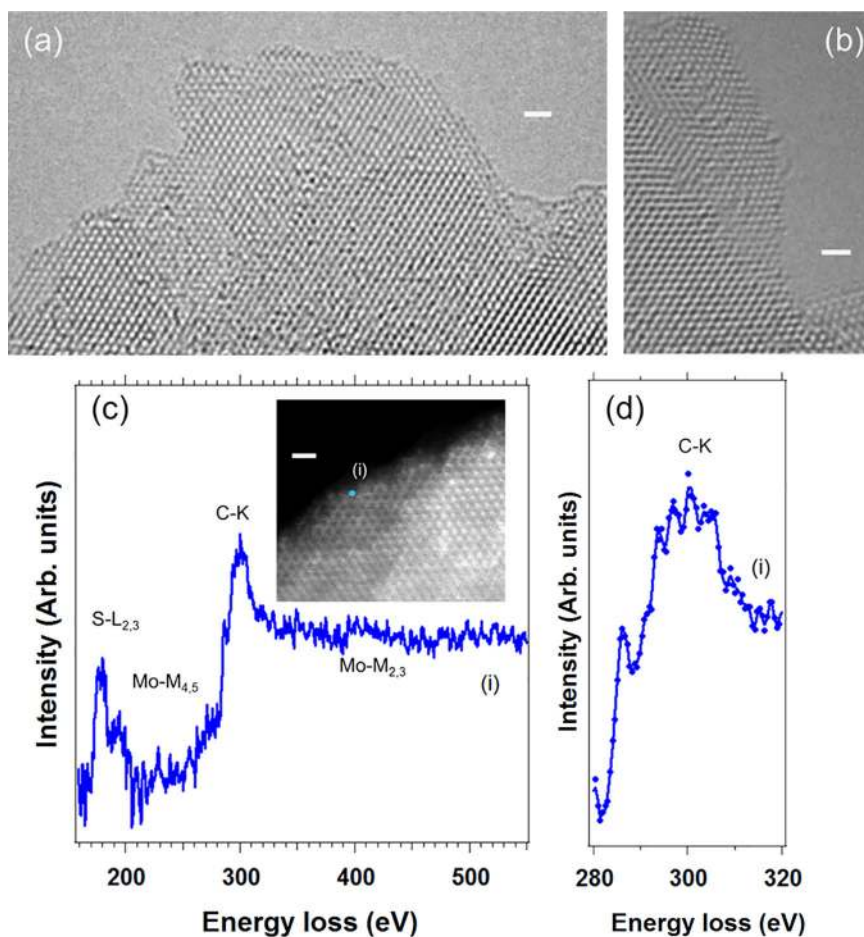 (a)
(b)
(c)
(i)
C-K
S-L2,3
Mo-M4,5
Mo-M2,3
(i)
Intensity (Arb. units)
200 300 400 500
Energy loss (eV)
(d)
C-K
(i)
Intensity (Arb. units)
280 300 320
Energy loss (eV)